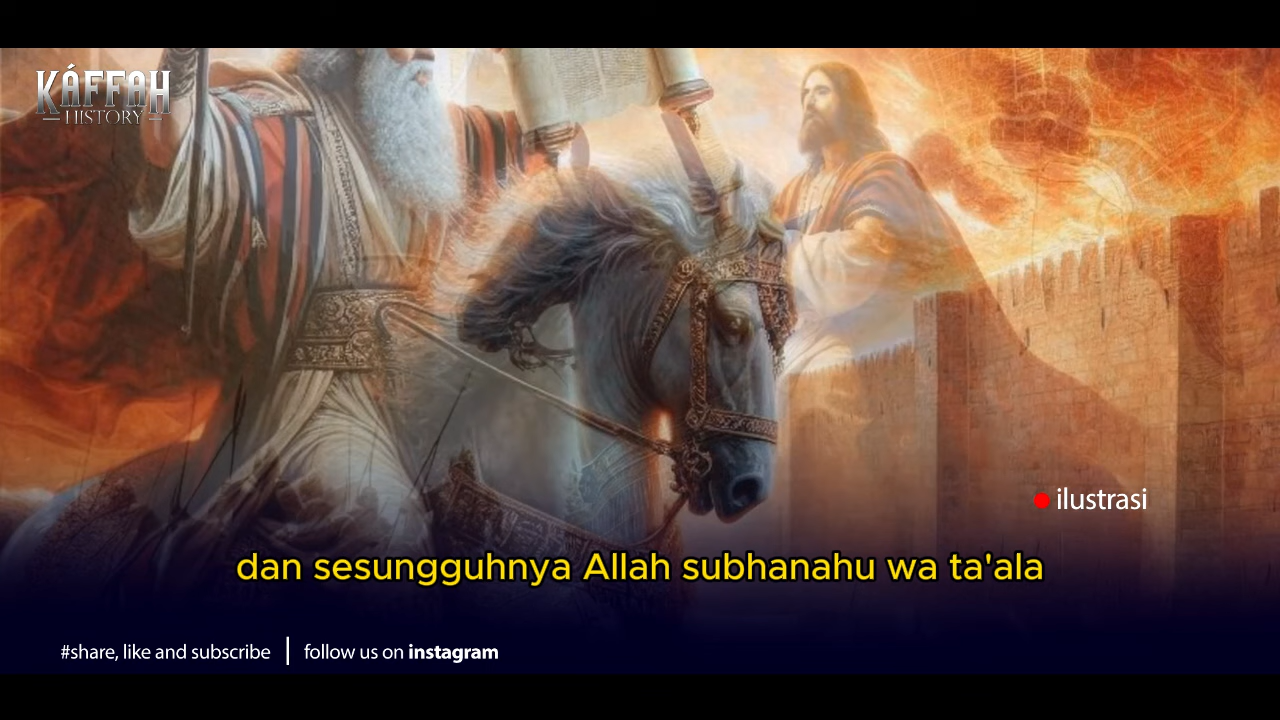 KÁFFAH
HISTORY
ilustrasi
dan sesungguhnya Allah subhanahu wa ta'ala
#share, like and subscribe | follow us on instagram